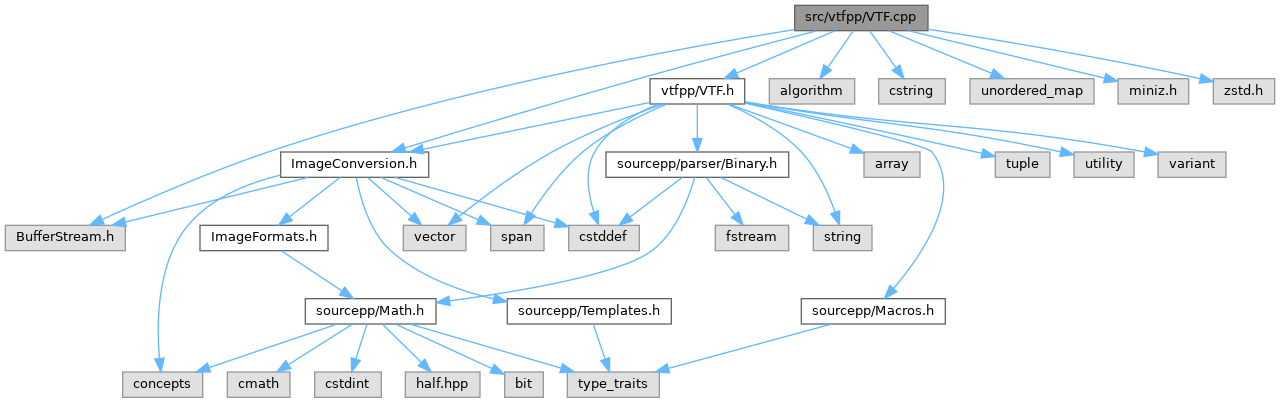 src/vtfpp/VTF.cpp
vtfpp/VTF.h
algorithm
cstring
unordered_map
miniz.h
zstd.h
ImageConversion.h
sourcepp/parser/Binary.h
array
tuple
utility
variant
BufferStream.h
ImageFormats.h
vector
span
cstddef
fstream
string
sourcepp/Math.h
sourcepp/Templates.h
sourcepp/Macros.h
concepts
cmath
cstdint
half.hpp
bit
type_traits